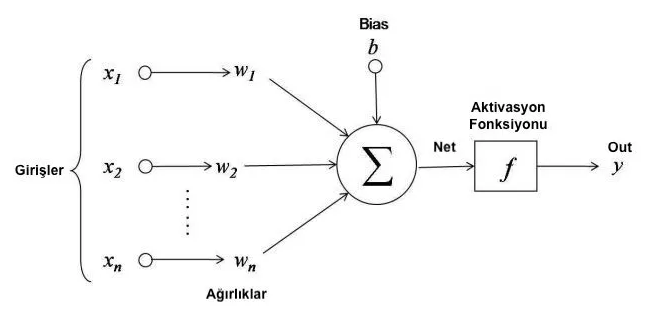 Bias
b
x1 w1
Aktivasyon
Fonksiyonu
Girişler x2 w2 Σ Net f Out
y
xn wn
Ağırlıklar